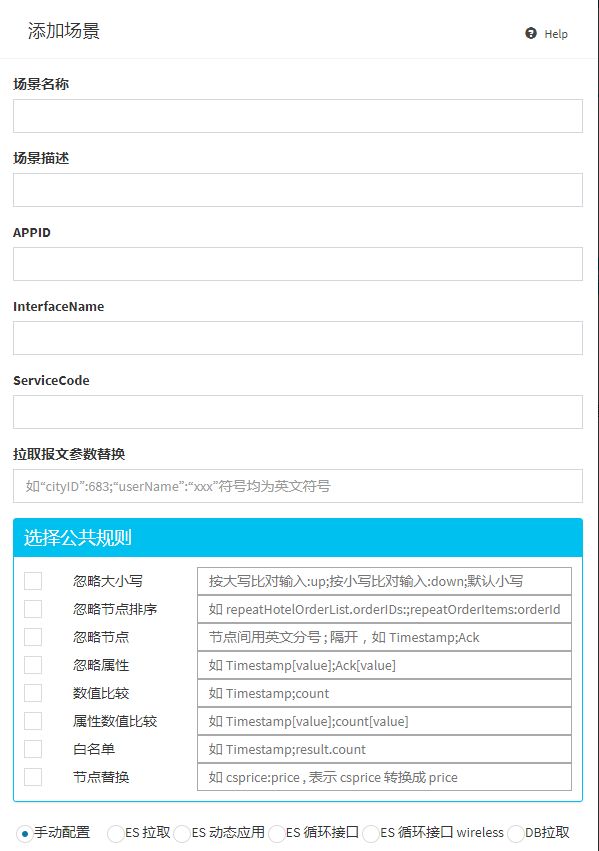 添加场景
Help
场景名称
场景描述
APPID
InterfaceName
ServiceCode
拉取报文参数替换
如“cityID”:683;“userName”:“xxx”符号均为英文符号
选择公共规则
忽略大小写 按大写比对输入:up;按小写比对输入:down;默认小写
忽略节点排序 如 repeatHotelOrderList.orderIDs:;repeatOrderItems:orderId
忽略节点 节点间用英文分号 ; 隔开，如 Timestamp;Ack
忽略属性 如 Timestamp[value];Ack[value]
数值比较 如 Timestamp;count
属性数值比较 如 Timestamp[value];count[value]
白名单 如 Timestamp;result.count
节点替换 如 csprice:price , 表示 csprice 转换成 price
手动配置 ES 拉取 ES 动态应用 ES 循环接口 ES 循环接口 wireless DB拉取